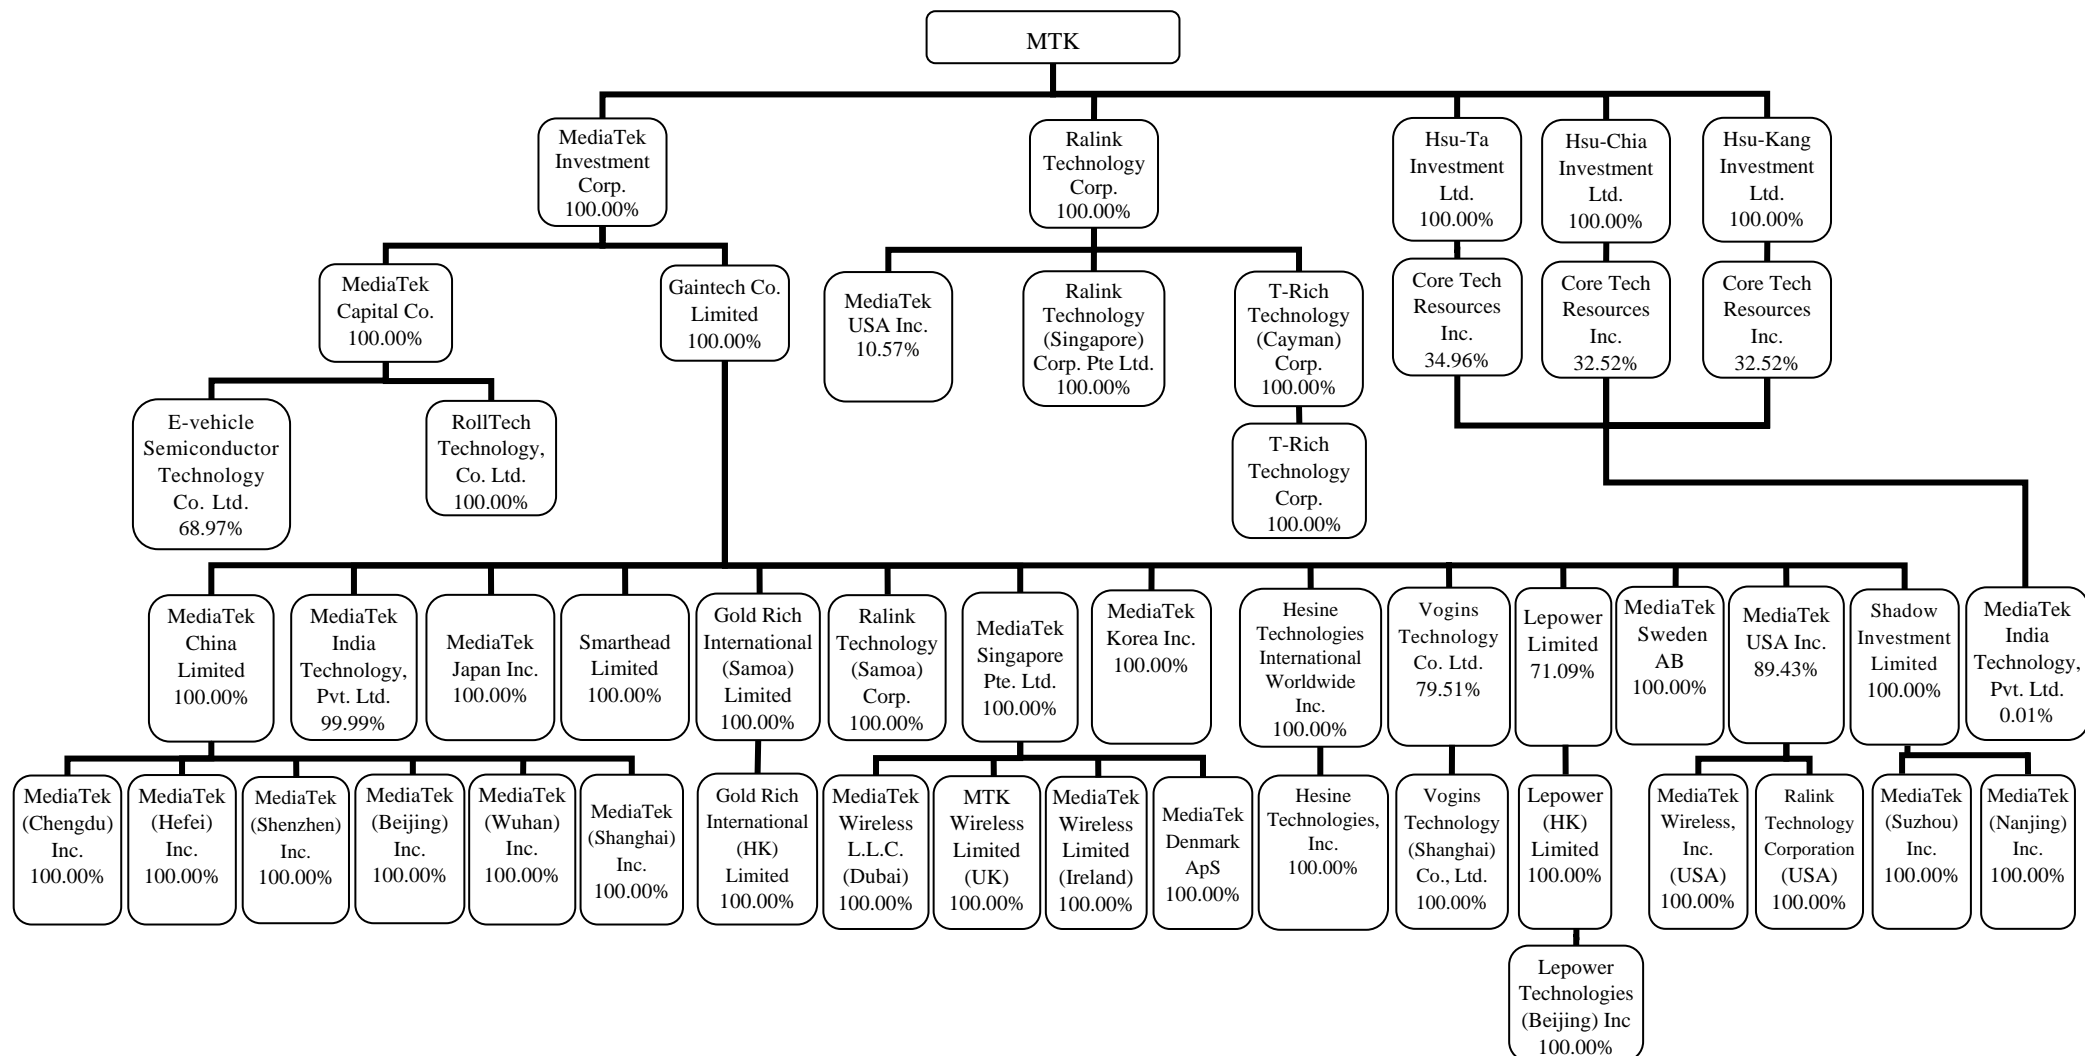 MTK
MediaTek
Investment
Corp.
100.00%
Ralink
Technology
Corp.
100.00%
Hsu-Ta
Investment
Ltd.
100.00%
Hsu-Chia
Investment
Ltd.
100.00%
Hsu-Kang
Investment
Ltd.
100.00%
MediaTek
Capital Co.
100.00%
Gaintech Co.
Limited
100.00%
MediaTek
USA Inc.
10.57%
Ralink
Technology
(Singapore)
Corp. Pte Ltd.
100.00%
T-Rich
Technology
(Cayman)
Corp.
100.00%
Core Tech
Resources
Inc.
34.96%
Core Tech
Resources
Inc.
32.52%
Core Tech
Resources
Inc.
32.52%
E-vehicle
Semiconductor
Technology
Co. Ltd.
68.97%
RollTech
Technology,
Co. Ltd.
100.00%
T-Rich
Technology
Corp.
100.00%
MediaTek
China
Limited
100.00%
MediaTek
India
Technology,
Pvt. Ltd.
99.99%
MediaTek
Japan Inc.
100.00%
Smarthead
Limited
100.00%
Gold Rich
International
(Samoa)
Limited
100.00%
Ralink
Technology
(Samoa)
Corp.
100.00%
MediaTek
Singapore
Pte. Ltd.
100.00%
MediaTek
Korea Inc.
100.00%
Hesine
Technologies
International
Worldwide
Inc.
100.00%
Vogins
Technology
Co. Ltd.
79.51%
Lepower
Limited
71.09%
MediaTek
Sweden
AB
100.00%
MediaTek
USA Inc.
89.43%
Shadow
Investment
Limited
100.00%
MediaTek
India
Technology,
Pvt. Ltd.
0.01%
MediaTek
(Chengdu)
Inc.
100.00%
MediaTek
(Hefei)
Inc.
100.00%
MediaTek
(Shenzhen)
Inc.
100.00%
MediaTek
(Beijing)
Inc.
100.00%
MediaTek
(Wuhan)
Inc.
100.00%
MediaTek
(Shanghai)
Inc.
100.00%
Gold Rich
International
(HK)
Limited
100.00%
MediaTek
Wireless
L.L.C.
(Dubai)
100.00%
MTK
Wireless
Limited
(UK)
100.00%
MediaTek
Wireless
Limited
(Ireland)
100.00%
MediaTek
Denmark
ApS
100.00%
Hesine
Technologies,
Inc.
100.00%
Vogins
Technology
(Shanghai)
Co., Ltd.
100.00%
Lepower
(HK)
Limited
100.00%
MediaTek
Wireless,
Inc.
(USA)
100.00%
Ralink
Technology
Corporation
(USA)
100.00%
MediaTek
(Suzhou)
Inc.
100.00%
MediaTek
(Nanjing)
Inc.
100.00%
Lepower
Technologies
(Beijing) Inc
100.00%